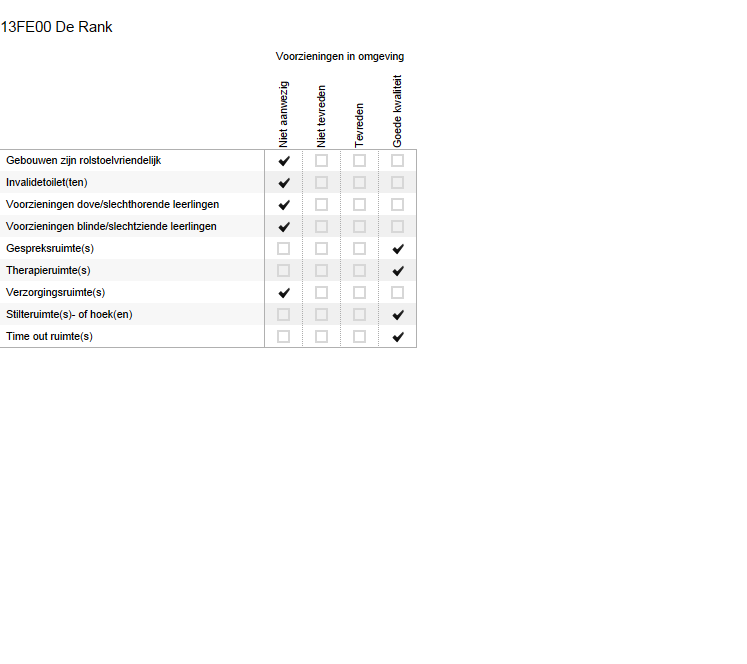 13FE00 De Rank
Voorzieningen in omgeving
Niet aanwezig
Niet tevreden
Tevreden
Goede kwaliteit
Gebouwen zijn rolstoelvriendelijk
Invalidetoilet(ten)
Voorzieningen dove/slechthorende leerlingen
Voorzieningen blinde/slechtziende leerlingen
Gespreksruimte(s)
Therapieruimte(s)
Verzorgingsruimte(s)
Stilteruimte(s)- of hoek(en)
Time out ruimte(s)